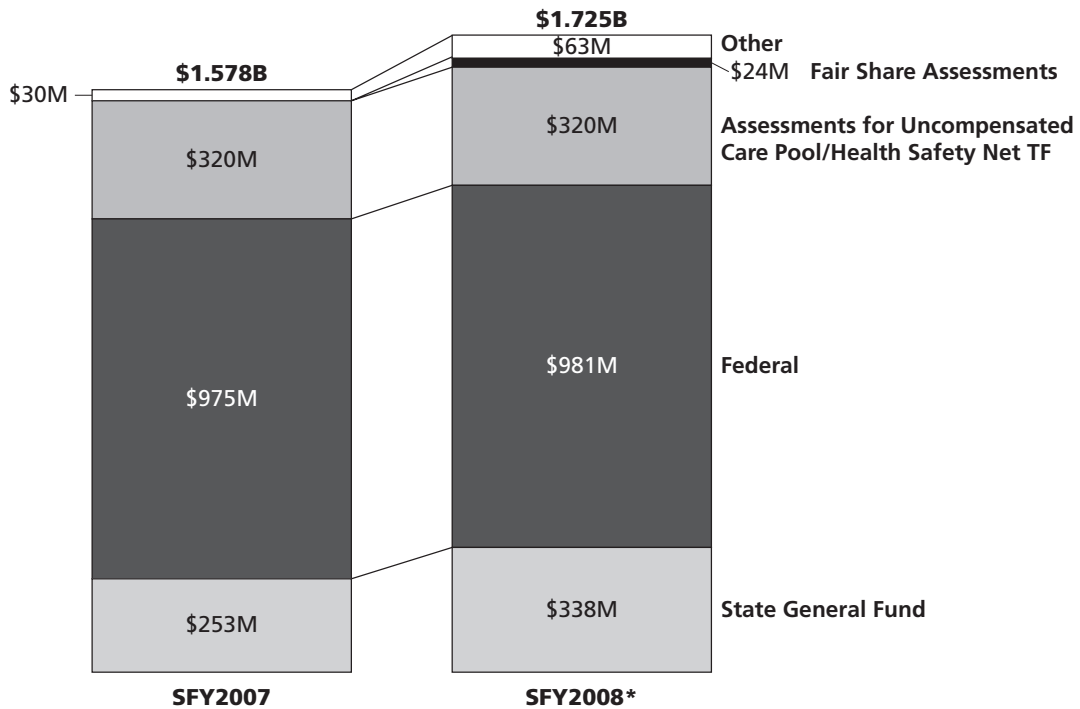 $1.725B
$63M
Other
$24M Fair Share Assessments
$1.578B
$30M
$320M
$320M
Assessments for Uncompensated
Care Pool/Health Safety Net TF
$975M
$981M
Federal
$253M
$338M
State General Fund
SFY2007
SFY2008*